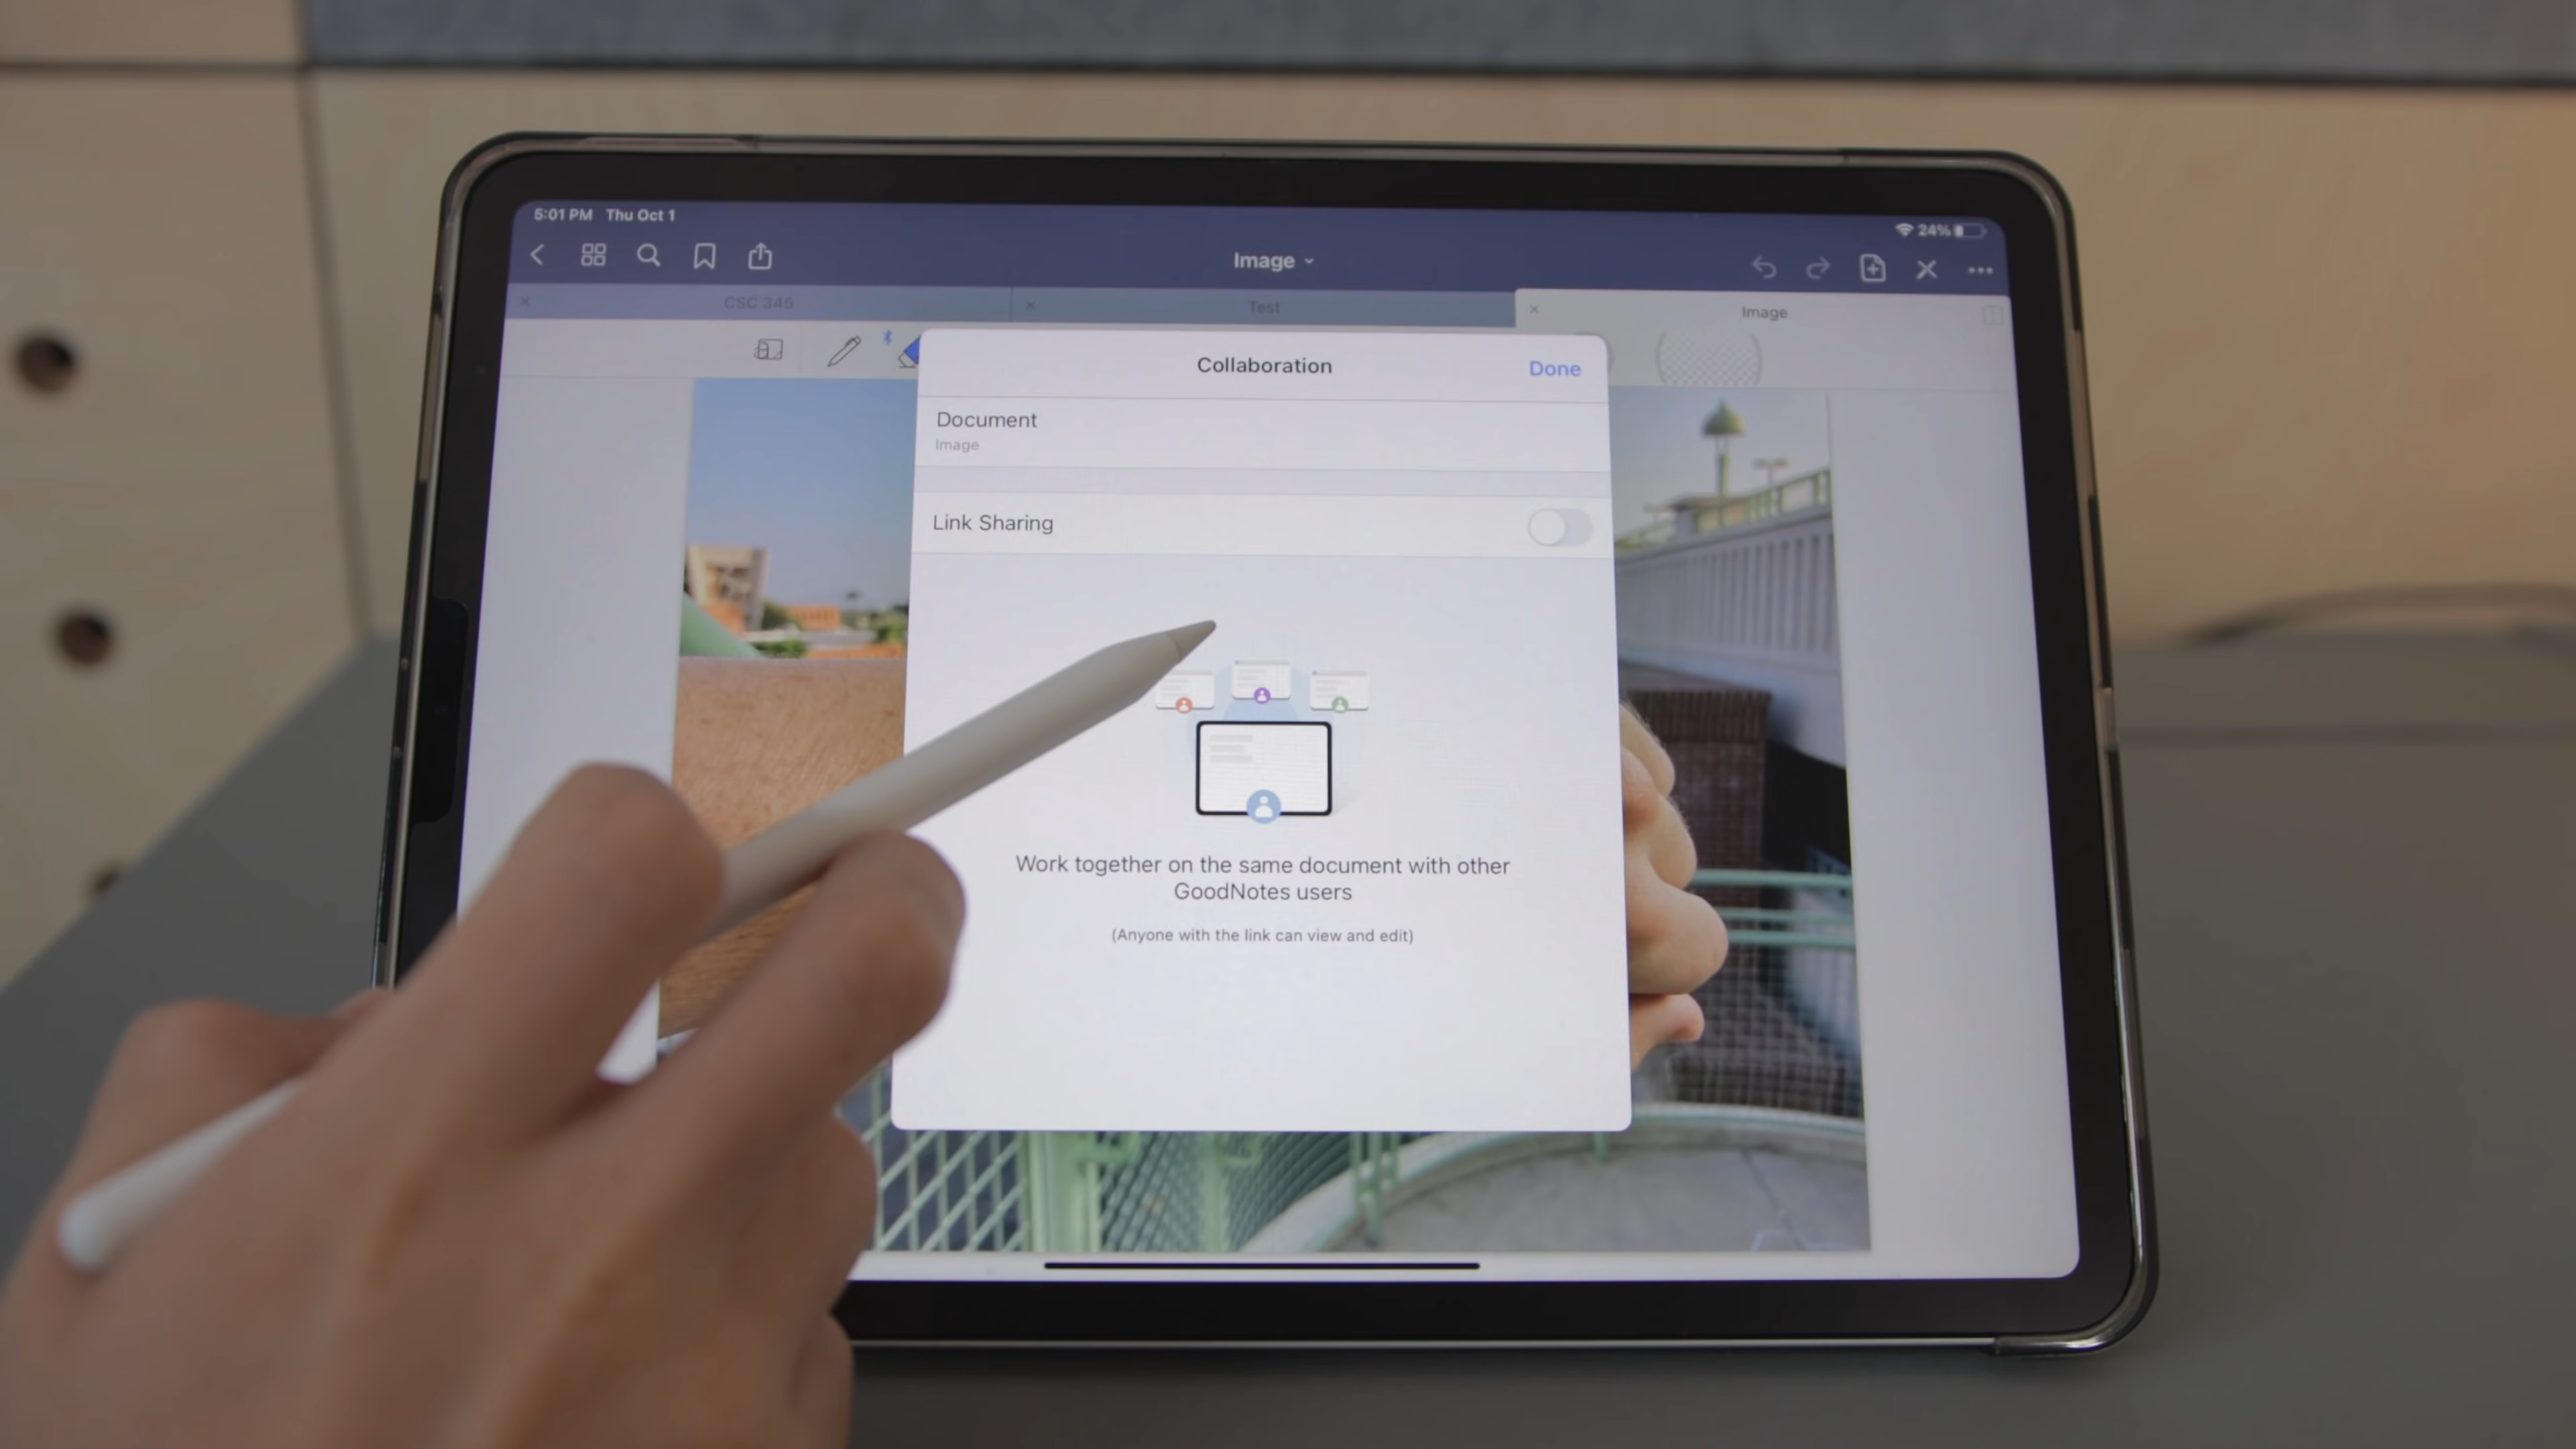 5:01 PM Thu Oct 1
24%
Image
CSC 345
Test
Image
Collaboration
Done
Document
Image
Link Sharing
Work together on the same document with other
GoodNotes users
(Anyone with the link can view and edit)